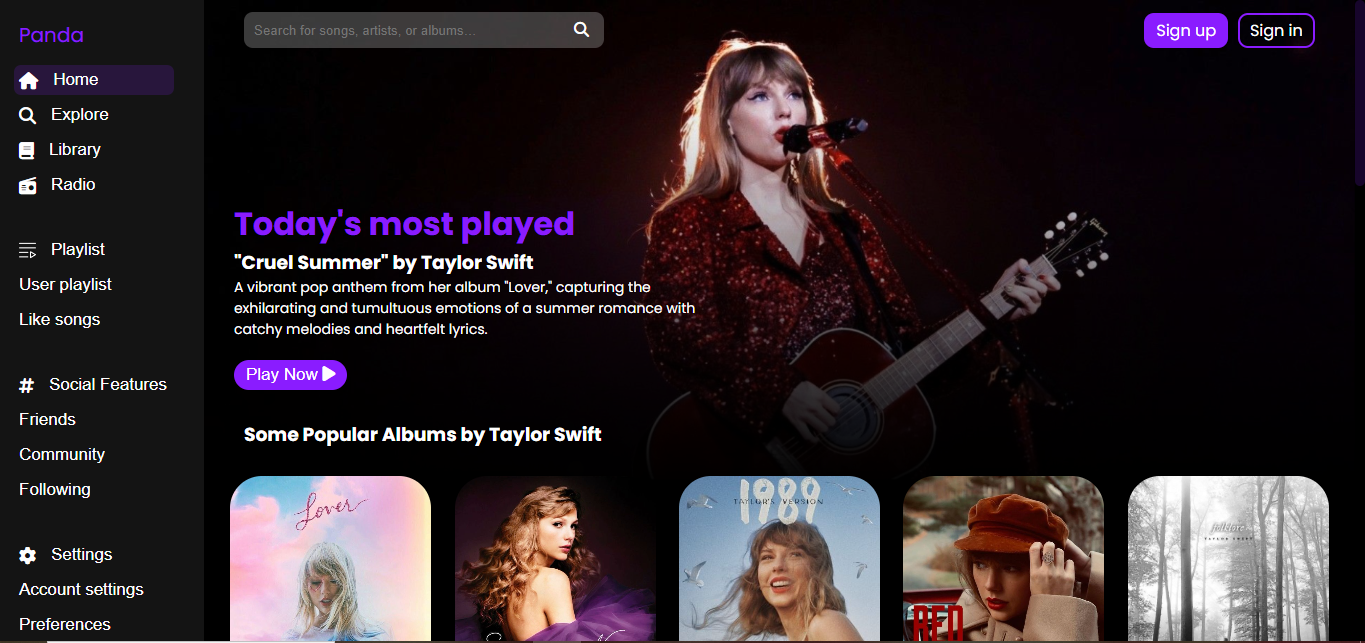 Panda
Home
Explore
Library
Radio
Playlist
User playlist
Like songs
Social Features
Friends
Community
Following
Settings
Account settings
Preferences
Search for songs, artists, or albums...
Sign up
Sign in
Today's most played
"Cruel Summer" by Taylor Swift
A vibrant pop anthem from her album "Lover," capturing the
exhilarating and tumultuous emotions of a summer romance with
catchy melodies and heartfelt lyrics.
Play Now
Some Popular Albums by Taylor Swift
Lover
1989
TAYLOR'S VERSION
RED
folklore
TAYLOR SWIFT